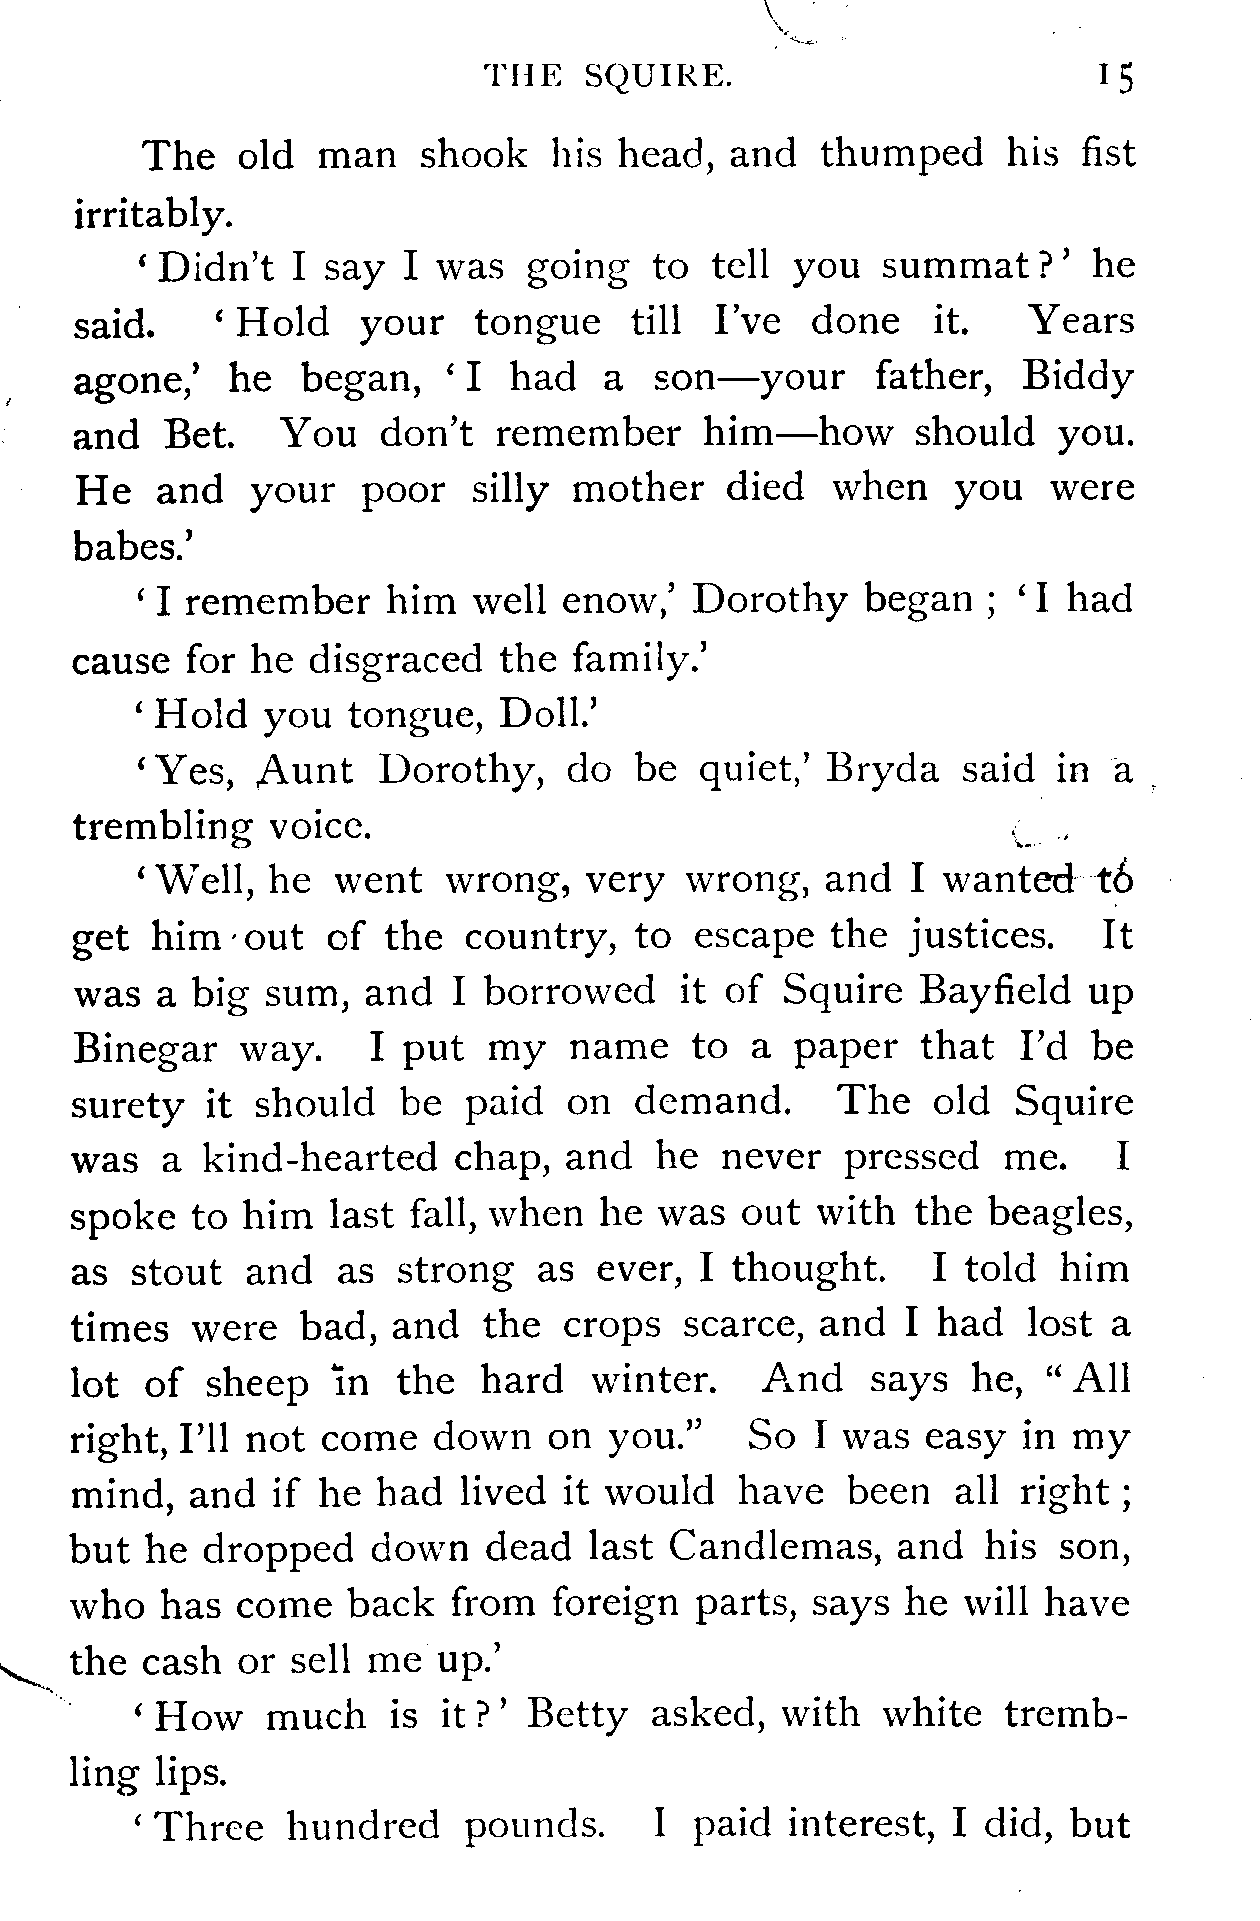 THE SQUIRE. 15
The old man shook his head, and thumped his fist
irritably.
‘Didn’t I say I was going to tell you summat?’ he
said. ‘Hold your tongue till I’ve done it. Years
agone,’ he began, ‘I had a son—your father, Biddy
and Bet. You don’t remember him—how should you.
He and your poor silly mother died when you were
babes.’
‘I remember him well enow,’ Dorothy began ; ‘I had
cause for he disgraced the family.’
‘Hold you tongue, Doll.’
‘Yes, Aunt Dorothy, do be quiet,’ Bryda said in a
trembling voice.
‘Well, he went wrong, very wrong, and I wanted to
get him out of the country, to escape the justices. It
was a big sum, and I borrowed it of Squire Bayfield up
Binegar way. I put my name to a paper that I’d be
surety it should be paid on demand. The old Squire
was a kind-hearted chap, and he never pressed me. I
spoke to him last fall, when he was out with the beagles,
as stout and as strong as ever, I thought. I told him
times were bad, and the crops scarce, and I had lost a
lot of sheep in the hard winter. And says he, “All
right, I’ll not come down on you.” So I was easy in my
mind, and if he had lived it would have been all right ;
but he dropped down dead last Candlemas, and his son,
who has come back from foreign parts, says he will have
the cash or sell me up.’
‘How much is it?’ Betty asked, with white tremb-
ling lips.
‘Three hundred pounds. I paid interest, I did, but